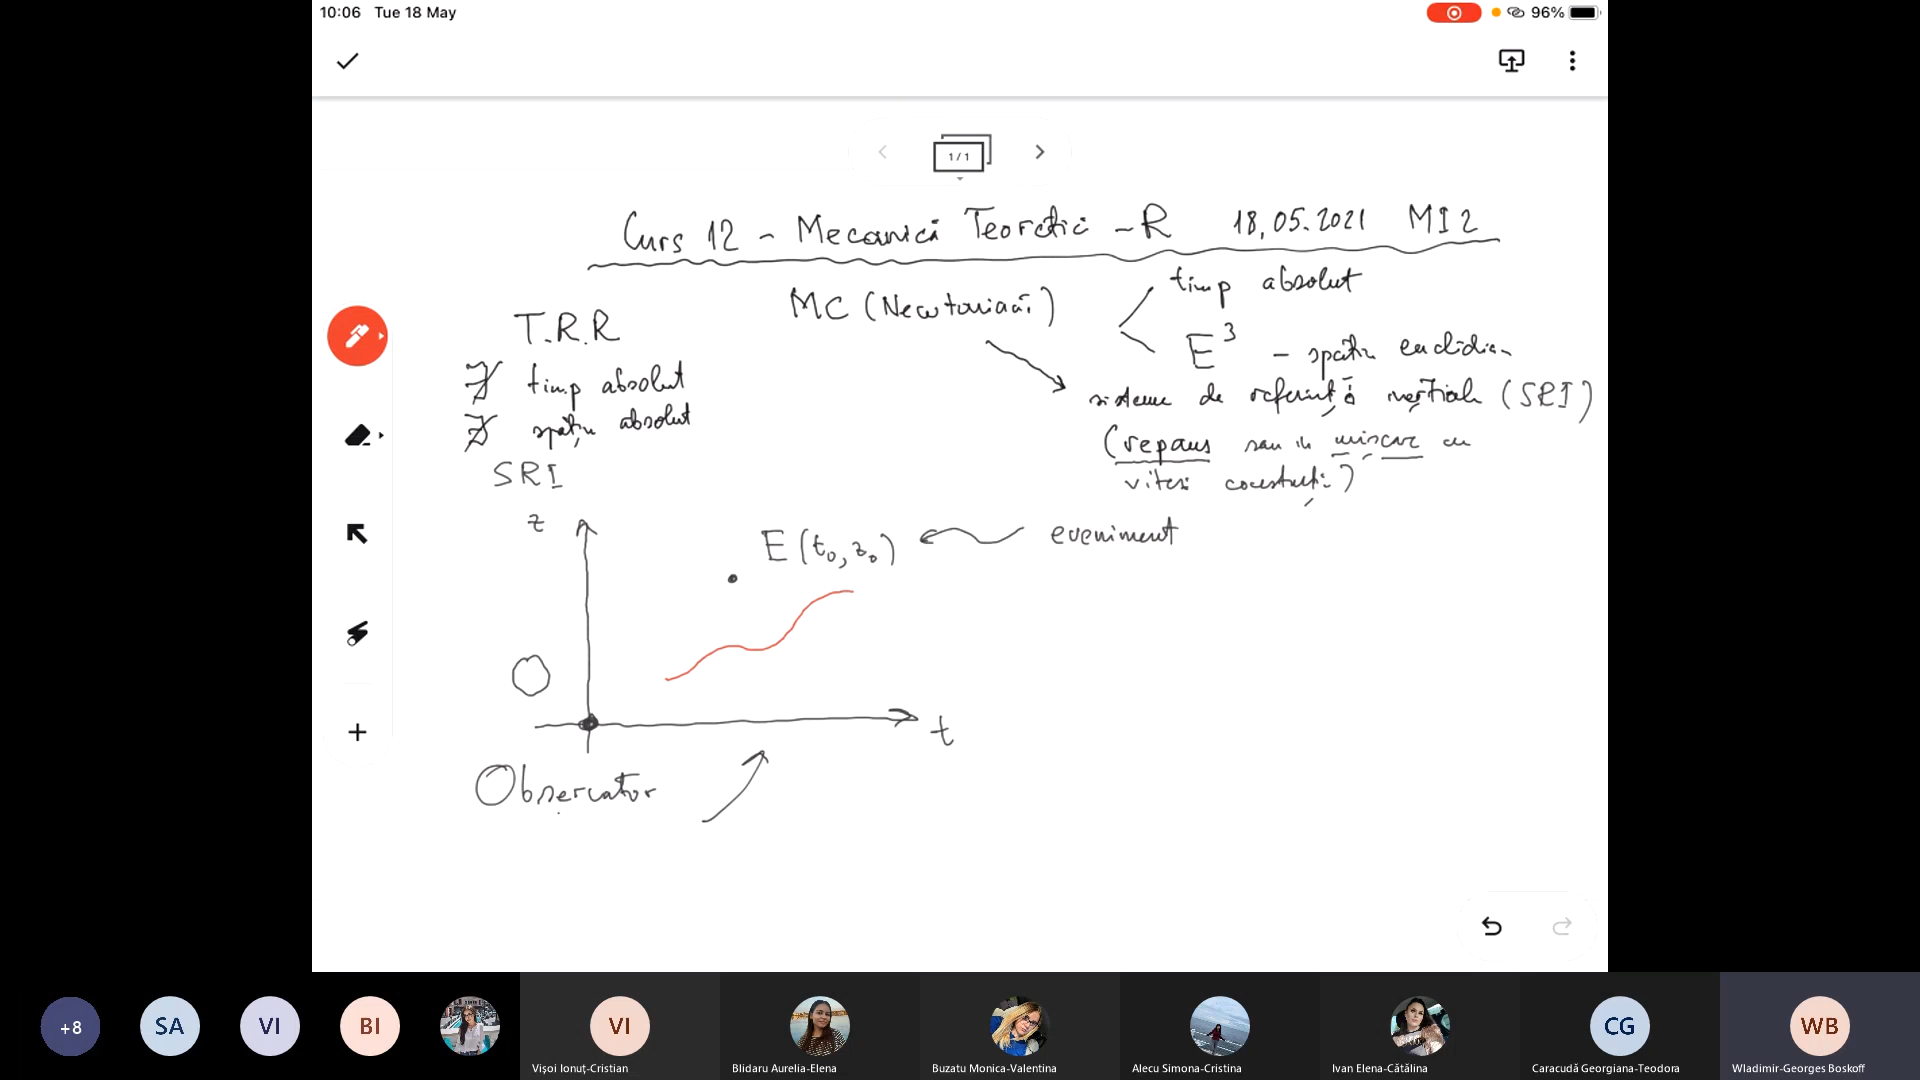 10:06 Tue 18 May
96%
1 / 1
Curs 12 - Mecanică Teoretică - R 18.05.2021 MI 2
MC (Newtoniană)
timp absolut
E³ - spațiu euclidian
sisteme de referință inerțiale (SRI)
(repaus sau în mișcare cu
viteză constantă)
T.R.R
∄ timp absolut
∄ spațiu absolut
SRI
z
E (t₀, z₀)
eveniment
O
t
Observator
+8
SA
VI
BI
VI
CG
WB
Vișoi Ionuț-Cristian
Blidaru Aurelia-Elena
Buzatu Monica-Valentina
Alecu Simona-Cristina
Ivan Elena-Cătălina
Caracudă Georgiana-Teodora
Wladimir-Georges Boskoff